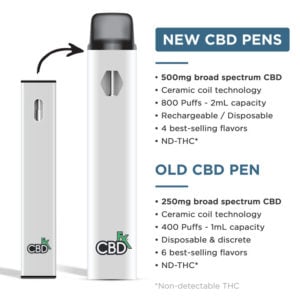 NEW CBD PENS
• 500mg broad spectrum CBD
• Ceramic coil technology
• 800 Puffs - 2mL capacity
• Rechargeable / Disposable
• 4 best-selling flavors
• ND-THC*
OLD CBD PEN
• 250mg broad spectrum CBD
• Ceramic coil technology
• 400 Puffs - 1mL capacity
• Disposable & discrete
• 6 best-selling flavors
• ND-THC*
*Non-detectable THC
CBD FX
CBD FX